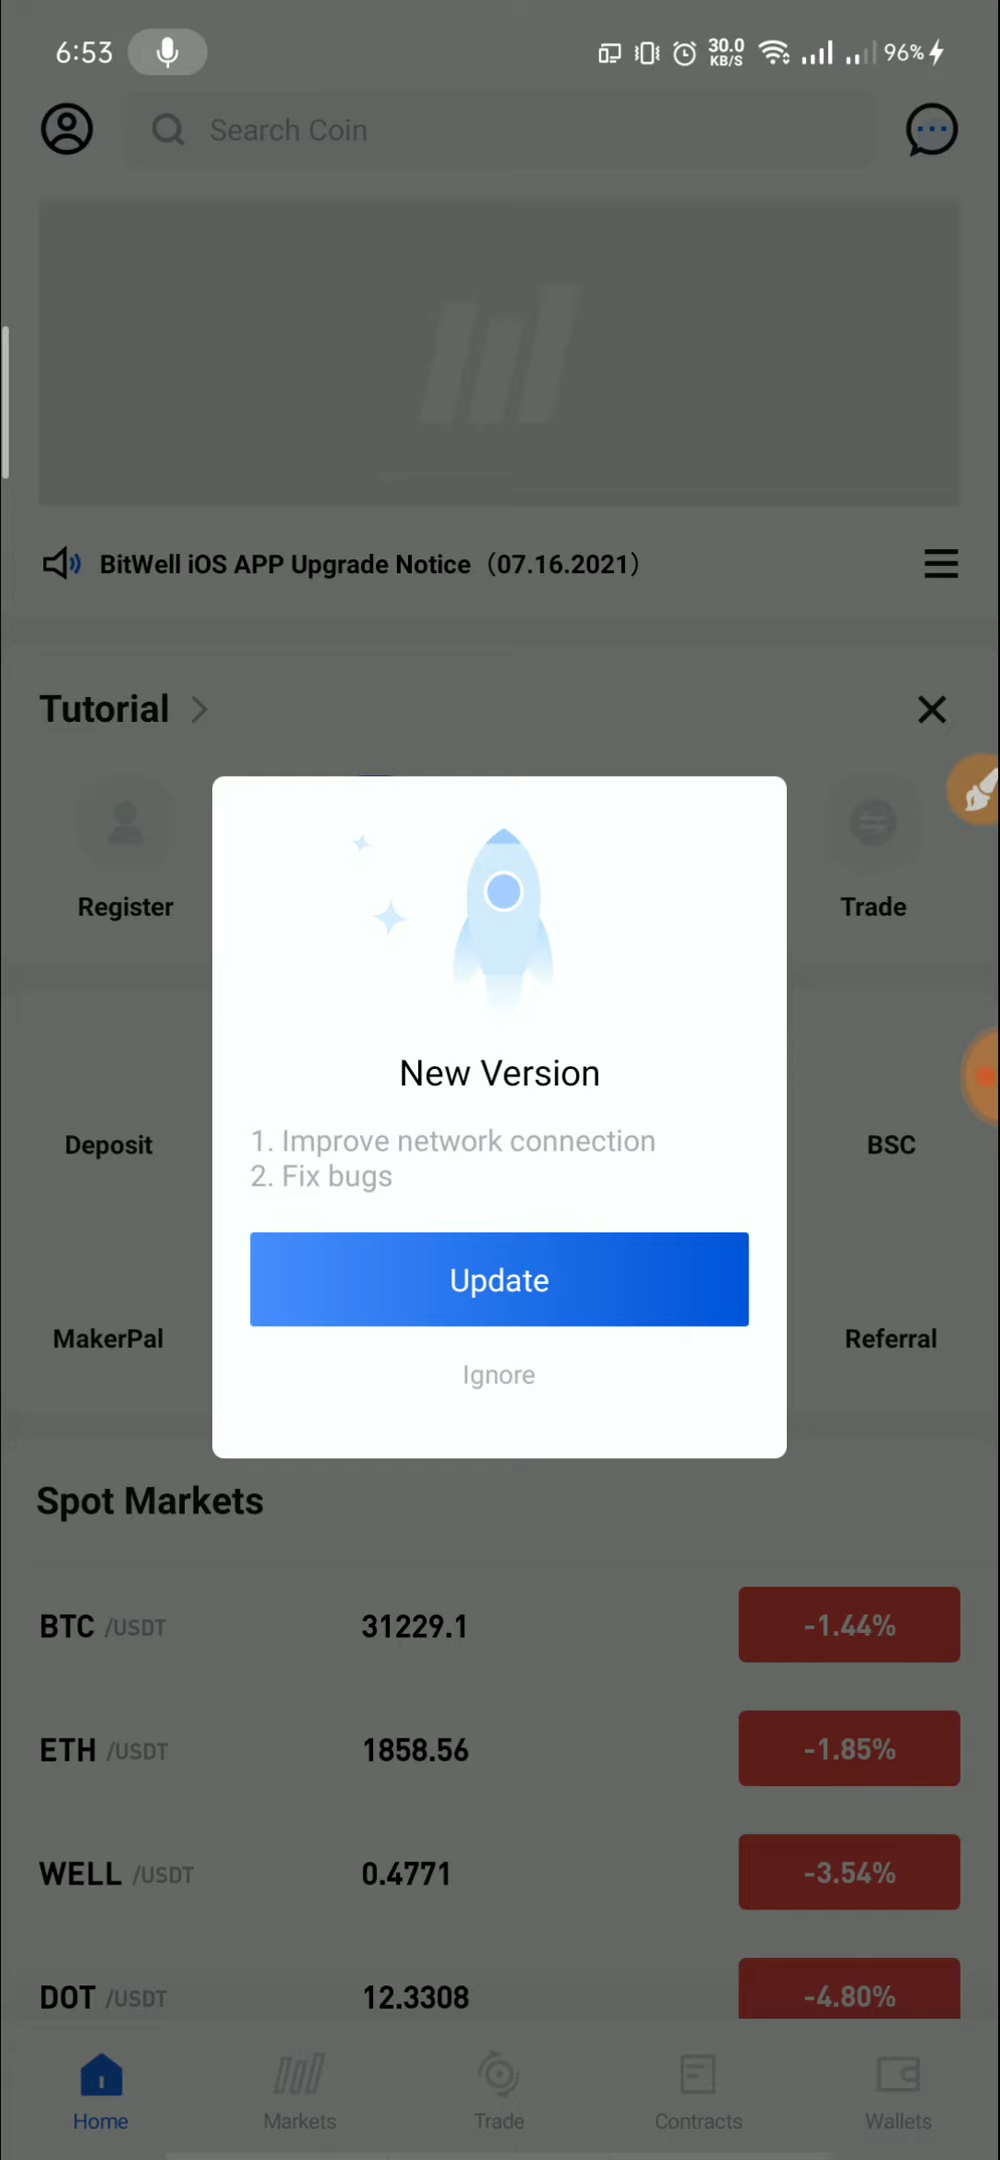 6:53
30.0
KB/S
96%
Search Coin
BitWell iOS APP Upgrade Notice（07.16.2021）
Tutorial
Register
Trade
New Version
1. Improve network connection
2. Fix bugs
Update
Ignore
Deposit
BSC
MakerPal
Referral
Spot Markets
BTC /USDT 31229.1 -1.44%
ETH /USDT 1858.56 -1.85%
WELL /USDT 0.4771 -3.54%
DOT /USDT 12.3308 -4.80%
Home
Markets
Trade
Contracts
Wallets